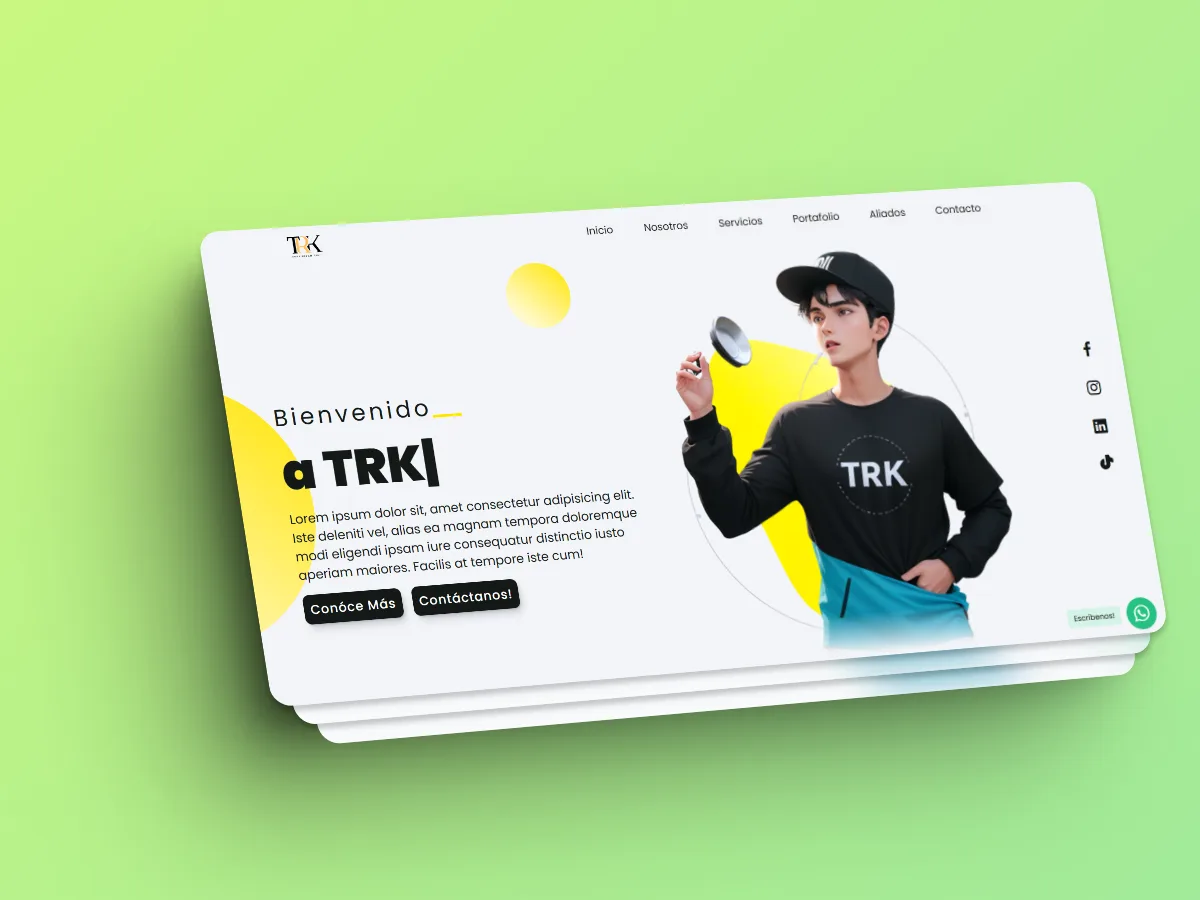 TRK
Inicio Nosotros Servicios Portafolio Aliados Contacto
Bienvenido
a TRK
Lorem ipsum dolor sit, amet consectetur adipisicing elit.
Iste deleniti vel, alias ea magnam tempora doloremque
modi eligendi ipsam iure consequatur distinctio iusto
aperiam maiores. Facilis at tempore iste cum!
Conóce Más Contáctanos!
TRK
Escríbenos!